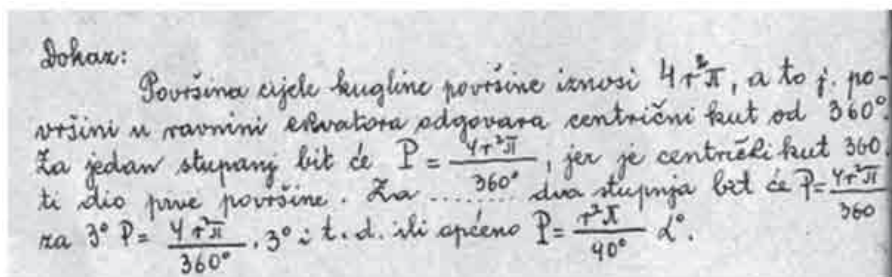 Dokaz:
Površina cijele kugline površine iznosi 4r²π, a to j. po-
vršini u ravnini ekvatora odgovara centrični kut od 360°.
Za jedan stupanj bit će P = 4r²π/360°, jer je centrički kut 360.
ti dio prve površine. Za ........ dva stupnja bit će P = 4r²π/360
za 3° P = 4r²π/360° . 3° i t. d. ili općeno P = r²π/40° α°.